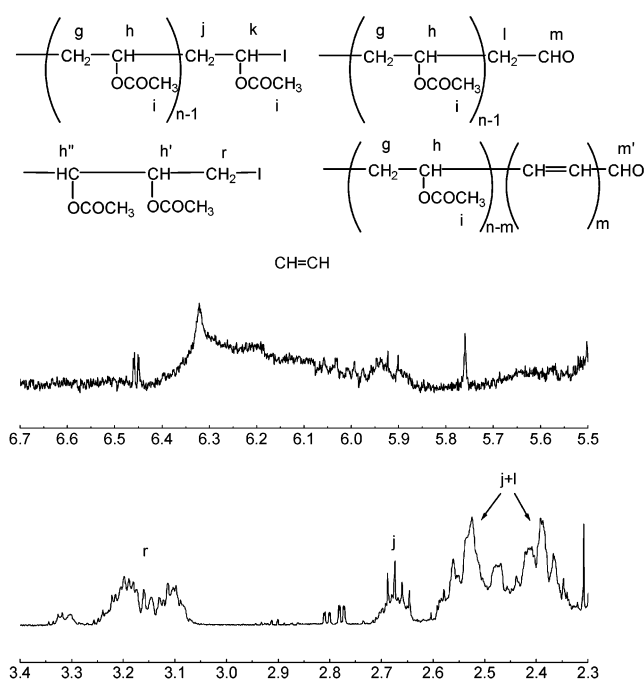 g h j k g h l m
CH₂ CH CH₂ CH I CH₂ CH CH₂ CHO
OCOCH₃ OCOCH₃ OCOCH₃
i n-1 i i n-1
h" h' r g h m'
HC CH CH₂ I CH₂ CH CH=CH CHO
OCOCH₃ OCOCH₃ OCOCH₃
i n-m m
CH=CH
6.7 6.6 6.5 6.4 6.3 6.2 6.1 6.0 5.9 5.8 5.7 5.6 5.5
j+l
r j
3.4 3.3 3.2 3.1 3.0 2.9 2.8 2.7 2.6 2.5 2.4 2.3